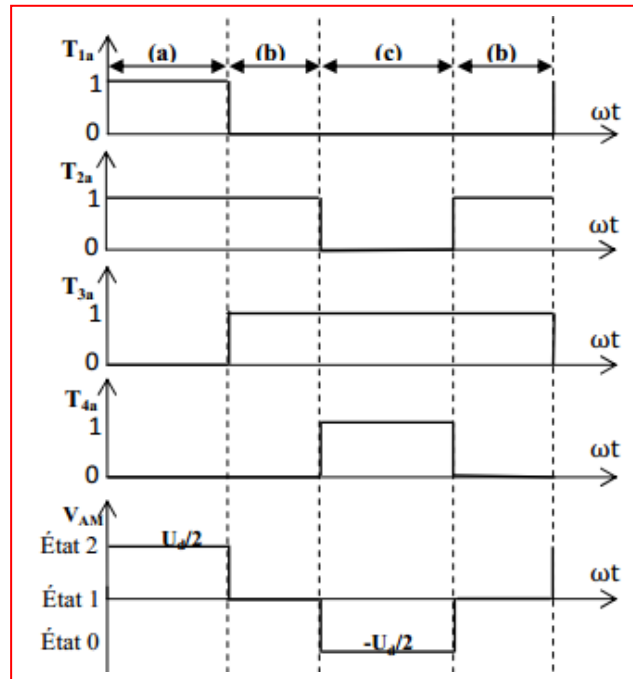 T1a (a) (b) (c) (b)
1
0 ωt
T2a
1
0 ωt
T3a
1
0 ωt
T4a
1
0 ωt
VAM
État 2 Ud/2
État 1 ωt
État 0 -Ud/2